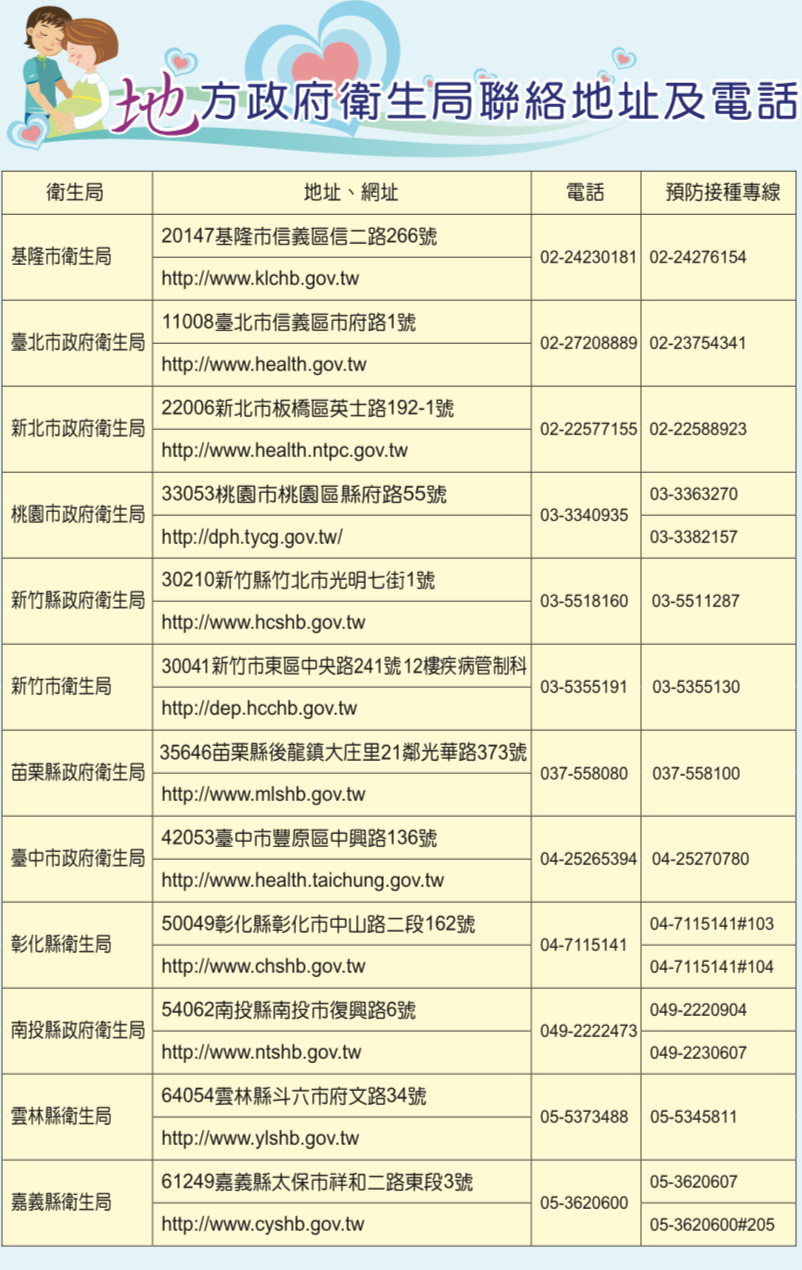 地方政府衛生局聯絡地址及電話
衛生局 地址、網址 電話 預防接種專線
基隆市衛生局 20147基隆市信義區信二路266號 02-24230181 02-24276154
http://www.klchb.gov.tw
臺北市政府衛生局 11008臺北市信義區市府路1號 02-27208889 02-23754341
http://www.health.gov.tw
新北市政府衛生局 22006新北市板橋區英士路192-1號 02-22577155 02-22588923
http://www.health.ntpc.gov.tw
桃園市政府衛生局 33053桃園市桃園區縣府路55號 03-3340935 03-3363270
http://dph.tycg.gov.tw/ 03-3382157
新竹縣政府衛生局 30210新竹縣竹北市光明七街1號 03-5518160 03-5511287
http://www.hcshb.gov.tw
新竹市衛生局 30041新竹市東區中央路241號12樓疾病管制科 03-5355191 03-5355130
http://dep.hcchb.gov.tw
苗栗縣政府衛生局 35646苗栗縣後龍鎮大庄里21鄰光華路373號 037-558080 037-558100
http://www.mlshb.gov.tw
臺中市政府衛生局 42053臺中市豐原區中興路136號 04-25265394 04-25270780
http://www.health.taichung.gov.tw
彰化縣衛生局 50049彰化縣彰化市中山路二段162號 04-7115141 04-7115141#103
http://www.chshb.gov.tw 04-7115141#104
南投縣政府衛生局 54062南投縣南投市復興路6號 049-2222473 049-2220904
http://www.ntshb.gov.tw 049-2230607
雲林縣衛生局 64054雲林縣斗六市府文路34號 05-5373488 05-5345811
http://www.ylshb.gov.tw
嘉義縣衛生局 61249嘉義縣太保市祥和二路東段3號 05-3620600 05-3620607
http://www.cyshb.gov.tw 05-3620600#205